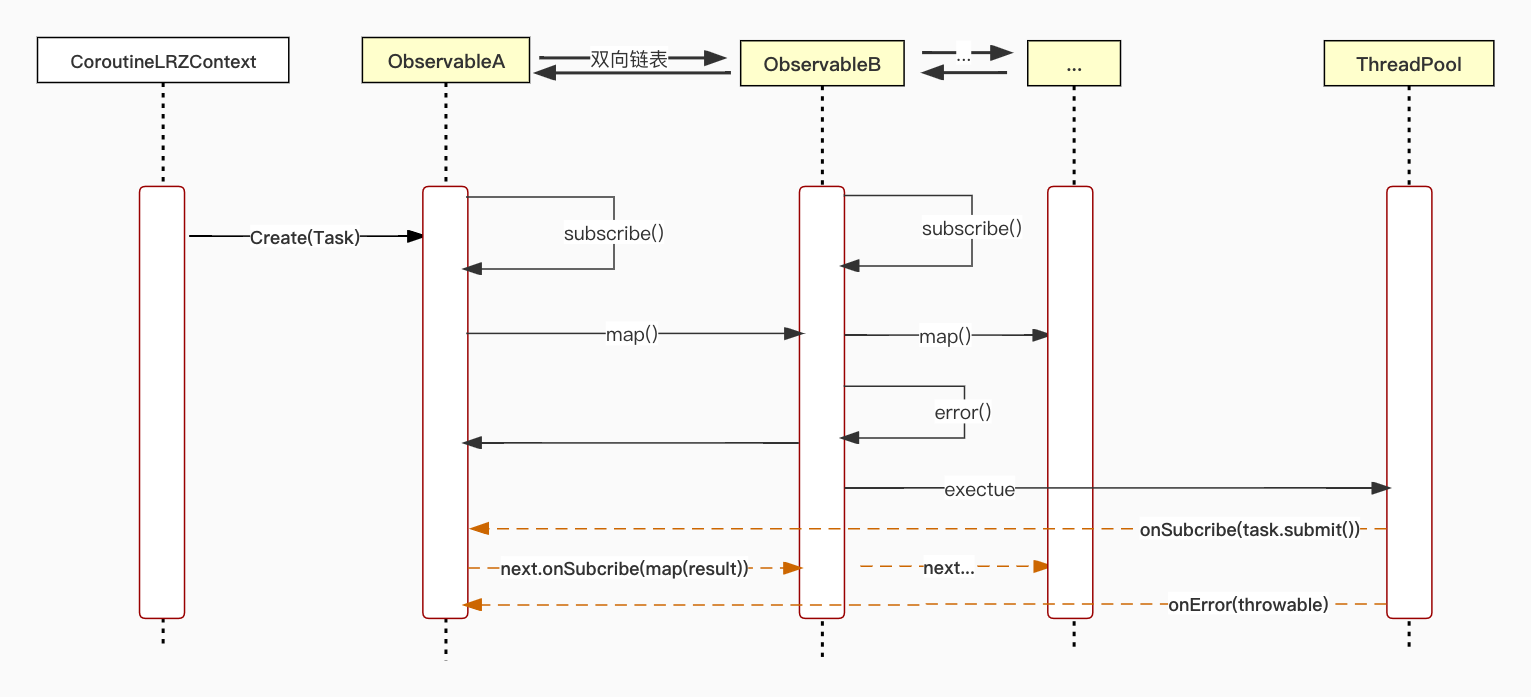 CoroutineLRZContext
ObservableA
双向链表
ObservableB
...
...
ThreadPool
Create(Task)
subscribe()
subscribe()
map()
map()
error()
exectue
onSubcribe(task.submit())
next.onSubcribe(map(result))
next...
onError(throwable)